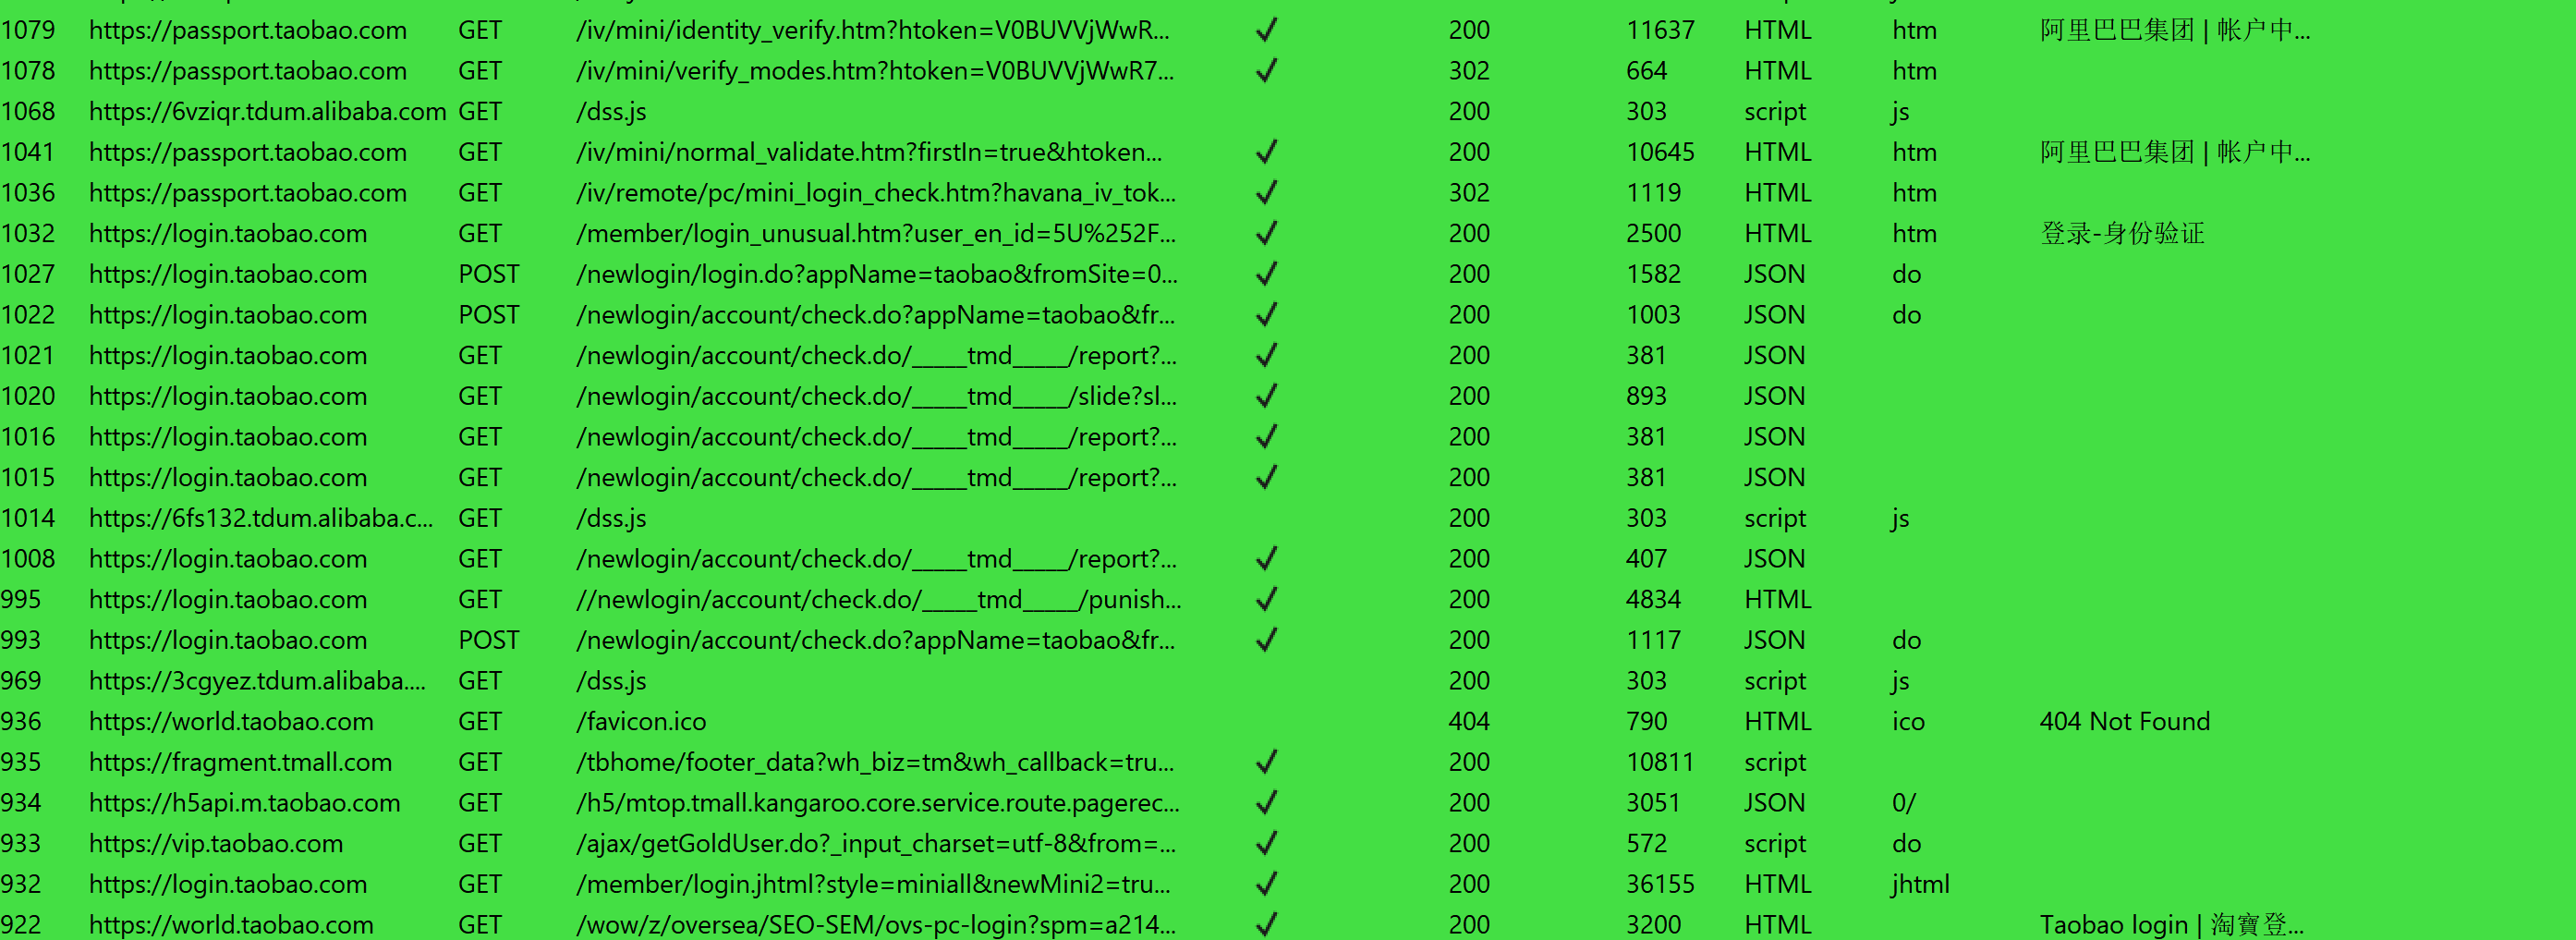 1079 https://passport.taobao.com GET /iv/mini/identity_verify.htm?htoken=V0BUVVjWwR... ✓ 200 11637 HTML htm 阿里巴巴集团 | 帐户中...
1078 https://passport.taobao.com GET /iv/mini/verify_modes.htm?htoken=V0BUVVjWwR7... ✓ 302 664 HTML htm
1068 https://6vziqr.tdum.alibaba.com GET /dss.js 200 303 script js
1041 https://passport.taobao.com GET /iv/mini/normal_validate.htm?firstIn=true&htoken... ✓ 200 10645 HTML htm 阿里巴巴集团 | 帐户中...
1036 https://passport.taobao.com GET /iv/remote/pc/mini_login_check.htm?havana_iv_tok... ✓ 302 1119 HTML htm
1032 https://login.taobao.com GET /member/login_unusual.htm?user_en_id=5U%252F... ✓ 200 2500 HTML htm 登录-身份验证
1027 https://login.taobao.com POST /newlogin/login.do?appName=taobao&fromSite=0... ✓ 200 1582 JSON do
1022 https://login.taobao.com POST /newlogin/account/check.do?appName=taobao&fr... ✓ 200 1003 JSON do
1021 https://login.taobao.com GET /newlogin/account/check.do/_____tmd_____/report?... ✓ 200 381 JSON
1020 https://login.taobao.com GET /newlogin/account/check.do/_____tmd_____/slide?sl... ✓ 200 893 JSON
1016 https://login.taobao.com GET /newlogin/account/check.do/_____tmd_____/report?... ✓ 200 381 JSON
1015 https://login.taobao.com GET /newlogin/account/check.do/_____tmd_____/report?... ✓ 200 381 JSON
1014 https://6fs132.tdum.alibaba.c... GET /dss.js 200 303 script js
1008 https://login.taobao.com GET /newlogin/account/check.do/_____tmd_____/report?... ✓ 200 407 JSON
995 https://login.taobao.com GET //newlogin/account/check.do/_____tmd_____/punish... ✓ 200 4834 HTML
993 https://login.taobao.com POST /newlogin/account/check.do?appName=taobao&fr... ✓ 200 1117 JSON do
969 https://3cgyez.tdum.alibaba.... GET /dss.js 200 303 script js
936 https://world.taobao.com GET /favicon.ico 404 790 HTML ico 404 Not Found
935 https://fragment.tmall.com GET /tbhome/footer_data?wh_biz=tm&wh_callback=tru... ✓ 200 10811 script
934 https://h5api.m.taobao.com GET /h5/mtop.tmall.kangaroo.core.service.route.pagerec... ✓ 200 3051 JSON 0/
933 https://vip.taobao.com GET /ajax/getGoldUser.do?_input_charset=utf-8&from=... ✓ 200 572 script do
932 https://login.taobao.com GET /member/login.jhtml?style=miniall&newMini2=tru... ✓ 200 36155 HTML jhtml
922 https://world.taobao.com GET /wow/z/oversea/SEO-SEM/ovs-pc-login?spm=a214... ✓ 200 3200 HTML Taobao login | 淘寶登...